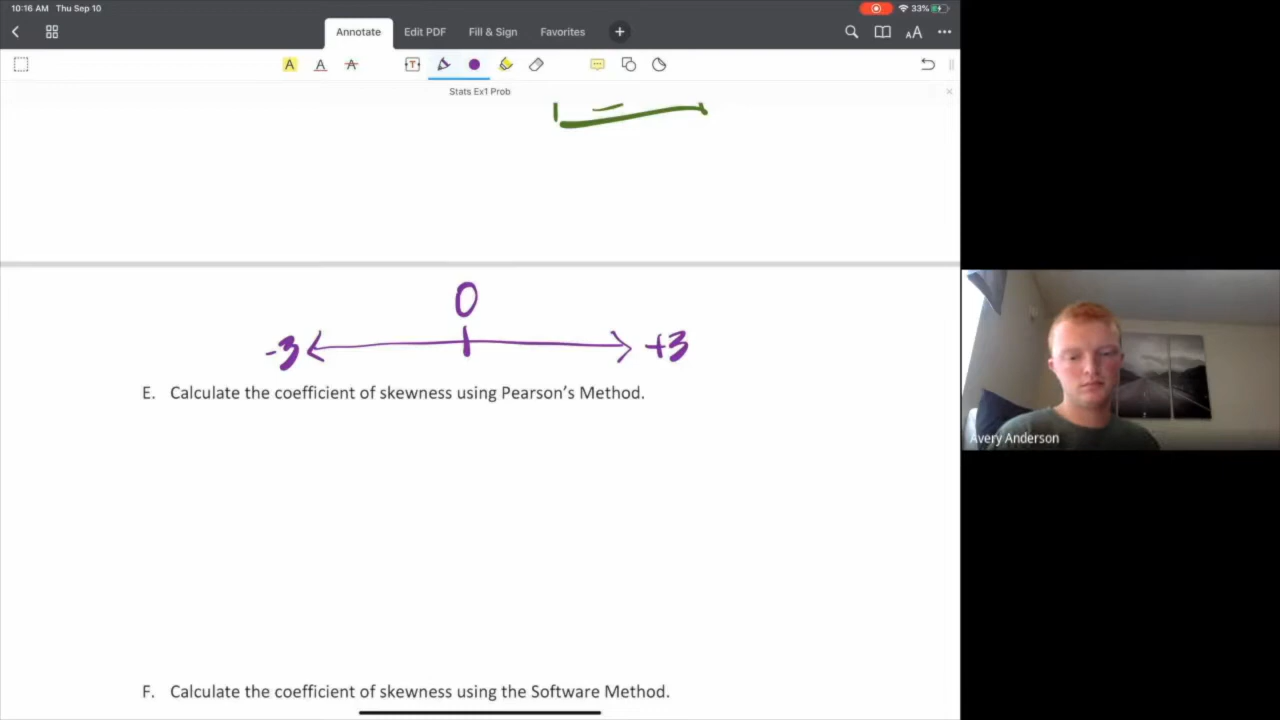 10:16 AM Thu Sep 10
33%
Annotate Edit PDF Fill & Sign Favorites
A A A T
Stats Ex1 Prob
0
-3 +3
E. Calculate the coefficient of skewness using Pearson's Method.
Avery Anderson
F. Calculate the coefficient of skewness using the Software Method.